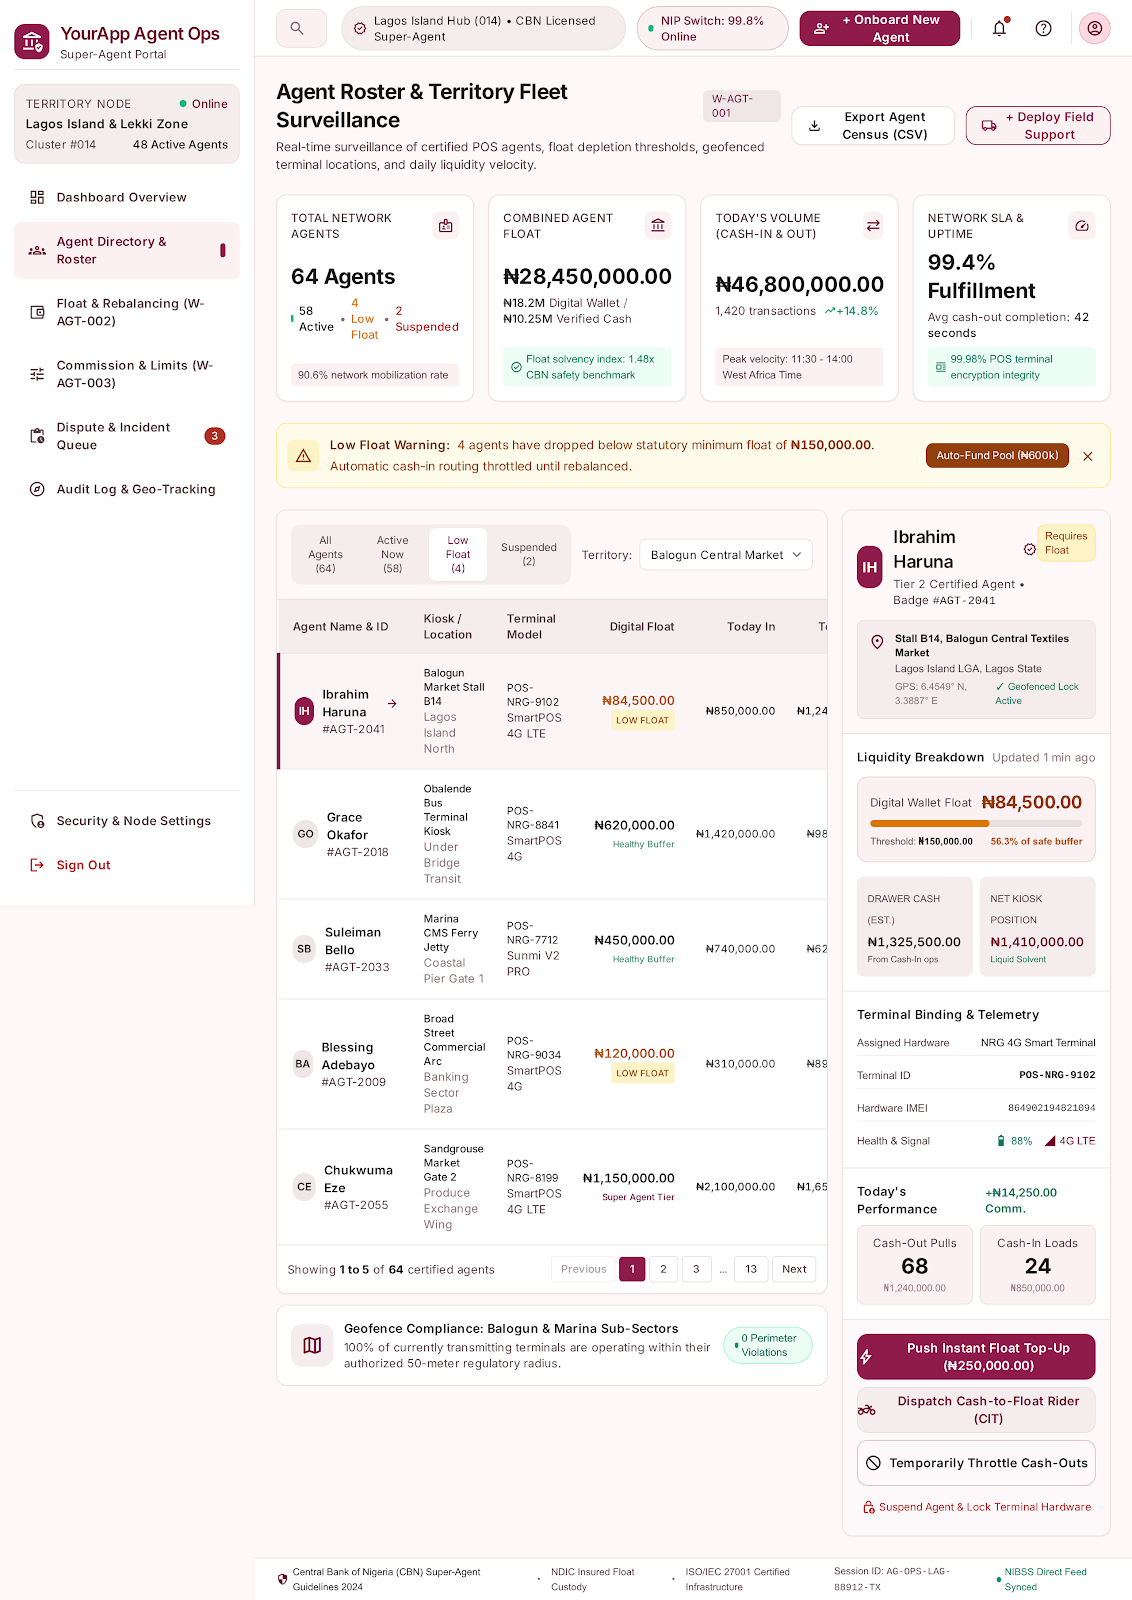 YourApp Agent Ops
Super-Agent Portal
TERRITORY NODE
Online
Lagos Island & Lekki Zone
Cluster #014
48 Active Agents
Dashboard Overview
Agent Directory &
Roster
Float & Rebalancing (W-
AGT-002)
Commission & Limits (W-
AGT-003)
Dispute & Incident
Queue
3
Audit Log & Geo-Tracking
Security & Node Settings
Sign Out
Lagos Island Hub (014) • CBN Licensed
Super-Agent
NIP Switch: 99.8%
Online
+ Onboard New
Agent
Agent Roster & Territory Fleet
Surveillance
W-AGT-
001
Real-time surveillance of certified POS agents, float depletion thresholds, geofenced
terminal locations, and daily liquidity velocity.
Export Agent
Census (CSV)
+ Deploy Field
Support
TOTAL NETWORK
AGENTS
64 Agents
58
Active
•
4
Low
Float
•
2
Suspended
90.6% network mobilization rate
COMBINED AGENT
FLOAT
₦28,450,000.00
₦18.2M Digital Wallet /
₦10.25M Verified Cash
Float solvency index: 1.48x
CBN safety benchmark
TODAY'S VOLUME
(CASH-IN & OUT)
₦46,800,000.00
1,420 transactions
+14.8%
Peak velocity: 11:30 - 14:00
West Africa Time
NETWORK SLA &
UPTIME
99.4%
Fulfillment
Avg cash-out completion: 42
seconds
99.98% POS terminal
encryption integrity
Low Float Warning: 4 agents have dropped below statutory minimum float of ₦150,000.00.
Automatic cash-in routing throttled until rebalanced.
Auto-Fund Pool (₦600k)
All
Agents
(64)
Active
Now
(58)
Low
Float
(4)
Suspended
(2)
Territory:
Balogun Central Market
Agent Name & ID
Kiosk /
Location
Terminal
Model
Digital Float
Today In
To
IH
Ibrahim
Haruna
#AGT-2041
Balogun
Market Stall
B14
Lagos
Island
North
POS-
NRG-9102
SmartPOS
4G LTE
₦84,500.00
LOW FLOAT
₦850,000.00
₦1,24
GO
Grace
Okafor
#AGT-2018
Obalende
Bus
Terminal
Kiosk
Under
Bridge
Transit
POS-
NRG-8841
SmartPOS
4G
₦620,000.00
Healthy Buffer
₦1,420,000.00
₦98
SB
Suleiman
Bello
#AGT-2033
Marina
CMS Ferry
Jetty
Coastal
Pier Gate 1
POS-
NRG-7712
Sunmi V2
PRO
₦450,000.00
Healthy Buffer
₦740,000.00
₦62
BA
Blessing
Adebayo
#AGT-2009
Broad
Street
Commercial
Arc
Banking
Sector
Plaza
POS-
NRG-9034
SmartPOS
4G
₦120,000.00
LOW FLOAT
₦310,000.00
₦89
CE
Chukwuma
Eze
#AGT-2055
Sandgrouse
Market
Gate 2
Produce
Exchange
Wing
POS-
NRG-8199
SmartPOS
4G LTE
₦1,150,000.00
Super Agent Tier
₦2,100,000.00
₦1,65
Showing 1 to 5 of 64 certified agents
Previous
1
2
3
...
13
Next
Geofence Compliance: Balogun & Marina Sub-Sectors
100% of currently transmitting terminals are operating within their
authorized 50-meter regulatory radius.
0 Perimeter
Violations
IH
Ibrahim
Haruna
Requires
Float
Tier 2 Certified Agent •
Badge #AGT-2041
Stall B14, Balogun Central Textiles
Market
Lagos Island LGA, Lagos State
GPS: 6.4549° N,
3.3887° E
✓ Geofenced Lock
Active
Liquidity Breakdown
Updated 1 min ago
Digital Wallet Float
₦84,500.00
Threshold: ₦150,000.00
56.3% of safe buffer
DRAWER CASH
(EST.)
₦1,325,500.00
From Cash-In ops
NET KIOSK
POSITION
₦1,410,000.00
Liquid Solvent
Terminal Binding & Telemetry
Assigned Hardware
NRG 4G Smart Terminal
Terminal ID
POS-NRG-9102
Hardware IMEI
864902194821094
Health & Signal
88%
4G LTE
Today's
Performance
+₦14,250.00
Comm.
Cash-Out Pulls
68
₦1,240,000.00
Cash-In Loads
24
₦850,000.00
Push Instant Float Top-Up
(₦250,000.00)
Dispatch Cash-to-Float Rider
(CIT)
Temporarily Throttle Cash-Outs
Suspend Agent & Lock Terminal Hardware
Central Bank of Nigeria (CBN) Super-Agent
Guidelines 2024
•
NDIC Insured Float
Custody
•
ISO/IEC 27001 Certified
Infrastructure
Session ID: AG-OPS-LAG-
88912-TX
NIBSS Direct Feed
Synced